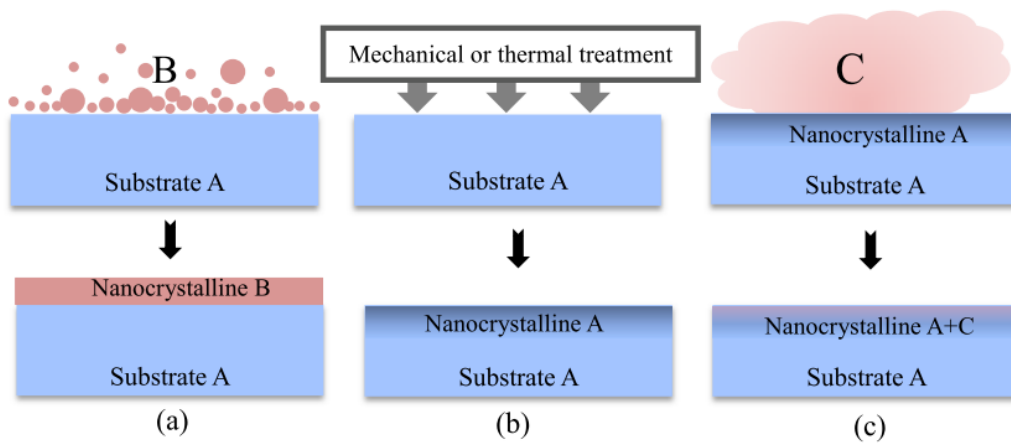 B
Substrate A
Nanocrystalline B
Substrate A
(a)
Mechanical or thermal treatment
Substrate A
Nanocrystalline A
Substrate A
(b)
C
Nanocrystalline A
Substrate A
Nanocrystalline A+C
Substrate A
(c)